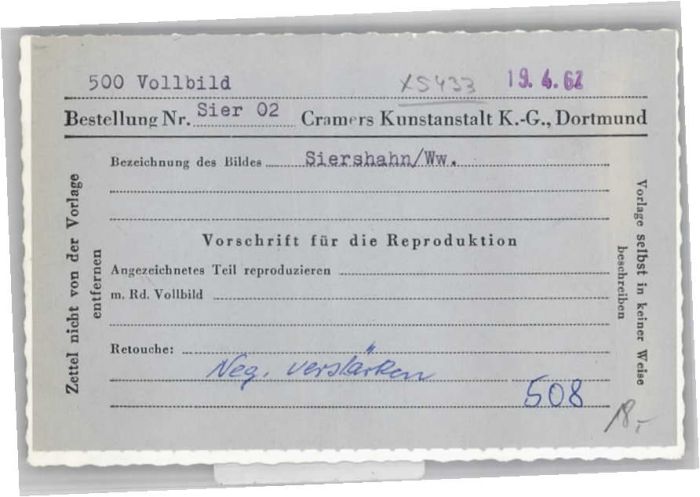 500 Vollbild XS433 19.4.62
Bestellung Nr. Sier 02 Cramers Kunstanstalt K.-G., Dortmund
Bezeichnung des Bildes Siershahn/Ww.
Vorschrift für die Reproduktion
Angezeichnetes Teil reproduzieren
m. Rd. Vollbild
Retouche:
Neg. verstärken
508
18,-
Zettel nicht von der Vorlage
entfernen
Vorlage selbst in keiner Weise
beschreiben